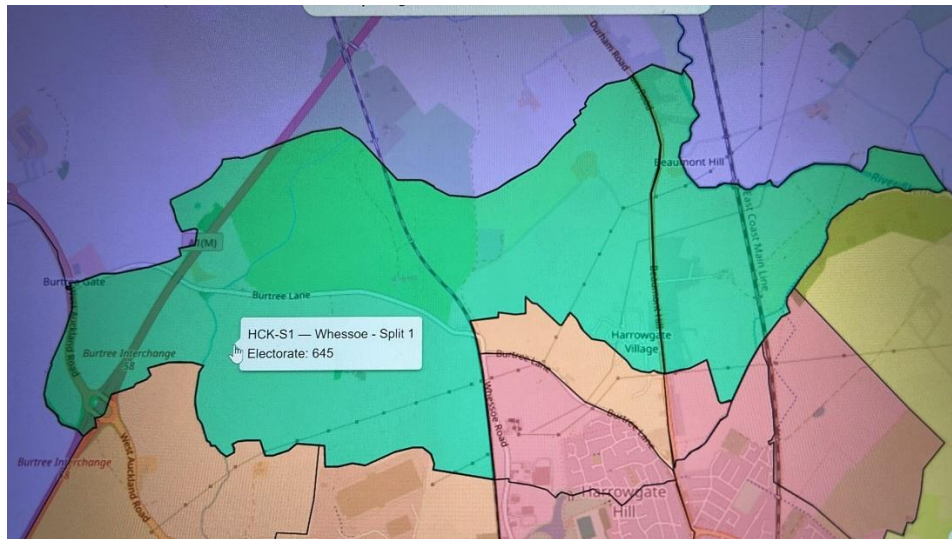 Durham Road
Beaumont Hill
East Coast Main Line
A1(M)
Burtree Gate
Burtree Lane
Beaumont Hill
West Auckland Road
HCK-S1 — Whessoe - Split 1
Electorate: 645
Harrowgate
Village
Burtree Interchange
58
Burtree Lane
Whessoe Road
Burtree Lane
West Auckland Road
Burtree Interchange
Harrowgate
Hill